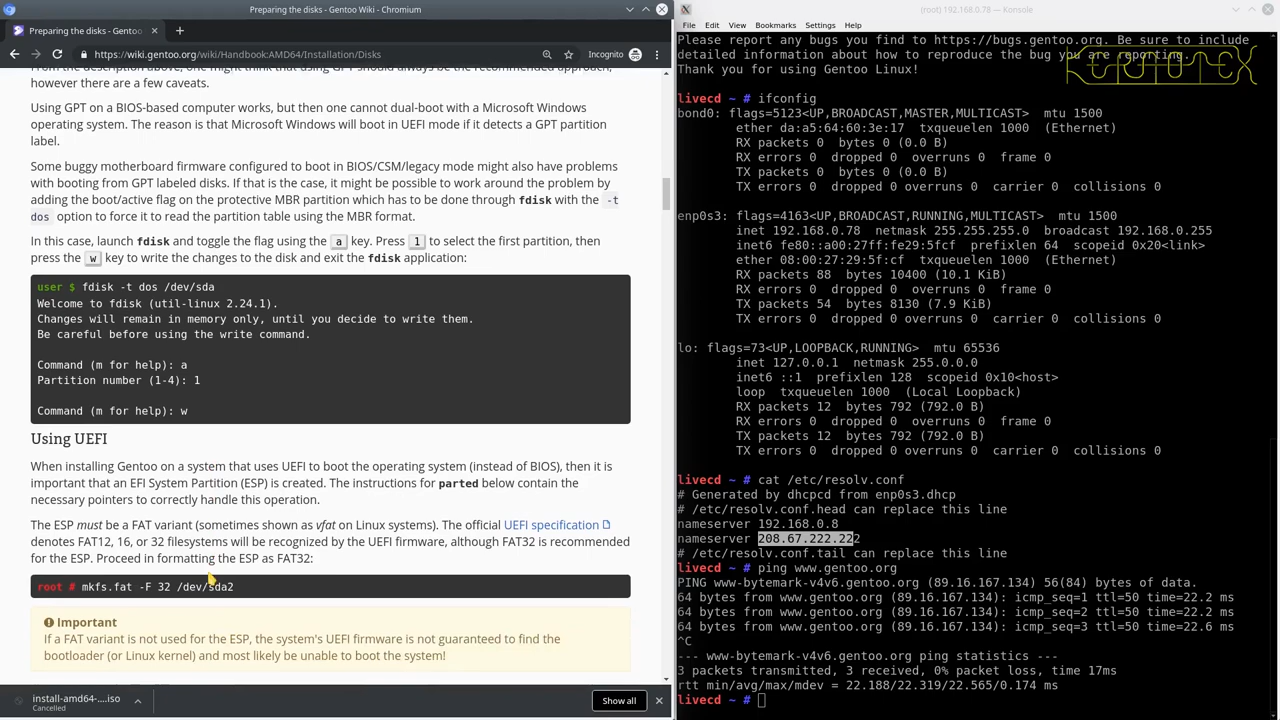 Preparing the disks - Gentoo Wiki - Chromium
Preparing the disks - Gentoo
https://wiki.gentoo.org/wiki/Handbook:AMD64/Installation/Disks
Incognito
From the description above, one might think that using GPT should always be the recommended approach,
however there are a few caveats.
Using GPT on a BIOS-based computer works, but then one cannot dual-boot with a Microsoft Windows
operating system. The reason is that Microsoft Windows will boot in UEFI mode if it detects a GPT partition
label.
Some buggy motherboard firmware configured to boot in BIOS/CSM/legacy mode might also have problems
with booting from GPT labeled disks. If that is the case, it might be possible to work around the problem by
adding the boot/active flag on the protective MBR partition which has to be done through fdisk with the -t
dos option to force it to read the partition table using the MBR format.
In this case, launch fdisk and toggle the flag using the a key. Press 1 to select the first partition, then
press the w key to write the changes to the disk and exit the fdisk application:
user $ fdisk -t dos /dev/sda
Welcome to fdisk (util-linux 2.24.1).
Changes will remain in memory only, until you decide to write them.
Be careful before using the write command.
Command (m for help): a
Partition number (1-4): 1
Command (m for help): w
Using UEFI
When installing Gentoo on a system that uses UEFI to boot the operating system (instead of BIOS), then it is
important that an EFI System Partition (ESP) is created. The instructions for parted below contain the
necessary pointers to correctly handle this operation.
The ESP must be a FAT variant (sometimes shown as vfat on Linux systems). The official UEFI specification
denotes FAT12, 16, or 32 filesystems will be recognized by the UEFI firmware, although FAT32 is recommended
for the ESP. Proceed in formatting the ESP as FAT32:
root # mkfs.fat -F 32 /dev/sda2
Important
If a FAT variant is not used for the ESP, the system's UEFI firmware is not guaranteed to find the
bootloader (or Linux kernel) and most likely be unable to boot the system!
install-amd64-....iso
Cancelled
Show all
(root) 192.168.0.78 — Konsole
File Edit View Bookmarks Settings Help
Please report any bugs you find to https://bugs.gentoo.org. Be sure to include
detailed information about how to reproduce the bug you are reporting.
Thank you for using Gentoo Linux!
livecd ~ # ifconfig
bond0: flags=5123<UP,BROADCAST,MASTER,MULTICAST> mtu 1500
ether da:a5:64:60:3e:17 txqueuelen 1000 (Ethernet)
RX packets 0 bytes 0 (0.0 B)
RX errors 0 dropped 0 overruns 0 frame 0
TX packets 0 bytes 0 (0.0 B)
TX errors 0 dropped 0 overruns 0 carrier 0 collisions 0
enp0s3: flags=4163<UP,BROADCAST,RUNNING,MULTICAST> mtu 1500
inet 192.168.0.78 netmask 255.255.255.0 broadcast 192.168.0.255
inet6 fe80::a00:27ff:fe29:5fcf prefixlen 64 scopeid 0x20<link>
ether 08:00:27:29:5f:cf txqueuelen 1000 (Ethernet)
RX packets 88 bytes 10400 (10.1 KiB)
RX errors 0 dropped 0 overruns 0 frame 0
TX packets 54 bytes 8130 (7.9 KiB)
TX errors 0 dropped 0 overruns 0 carrier 0 collisions 0
lo: flags=73<UP,LOOPBACK,RUNNING> mtu 65536
inet 127.0.0.1 netmask 255.0.0.0
inet6 ::1 prefixlen 128 scopeid 0x10<host>
loop txqueuelen 1000 (Local Loopback)
RX packets 12 bytes 792 (792.0 B)
RX errors 0 dropped 0 overruns 0 frame 0
TX packets 12 bytes 792 (792.0 B)
TX errors 0 dropped 0 overruns 0 carrier 0 collisions 0
livecd ~ # cat /etc/resolv.conf
# Generated by dhcpcd from enp0s3.dhcp
# /etc/resolv.conf.head can replace this line
nameserver 192.168.0.8
nameserver 208.67.222.222
# /etc/resolv.conf.tail can replace this line
livecd ~ # ping www.gentoo.org
PING www-bytemark-v4v6.gentoo.org (89.16.167.134) 56(84) bytes of data.
64 bytes from www.gentoo.org (89.16.167.134): icmp_seq=1 ttl=50 time=22.2 ms
64 bytes from www.gentoo.org (89.16.167.134): icmp_seq=2 ttl=50 time=22.2 ms
64 bytes from www.gentoo.org (89.16.167.134): icmp_seq=3 ttl=50 time=22.6 ms
^C
--- www-bytemark-v4v6.gentoo.org ping statistics ---
3 packets transmitted, 3 received, 0% packet loss, time 17ms
rtt min/avg/max/mdev = 22.188/22.319/22.565/0.174 ms
livecd ~ #